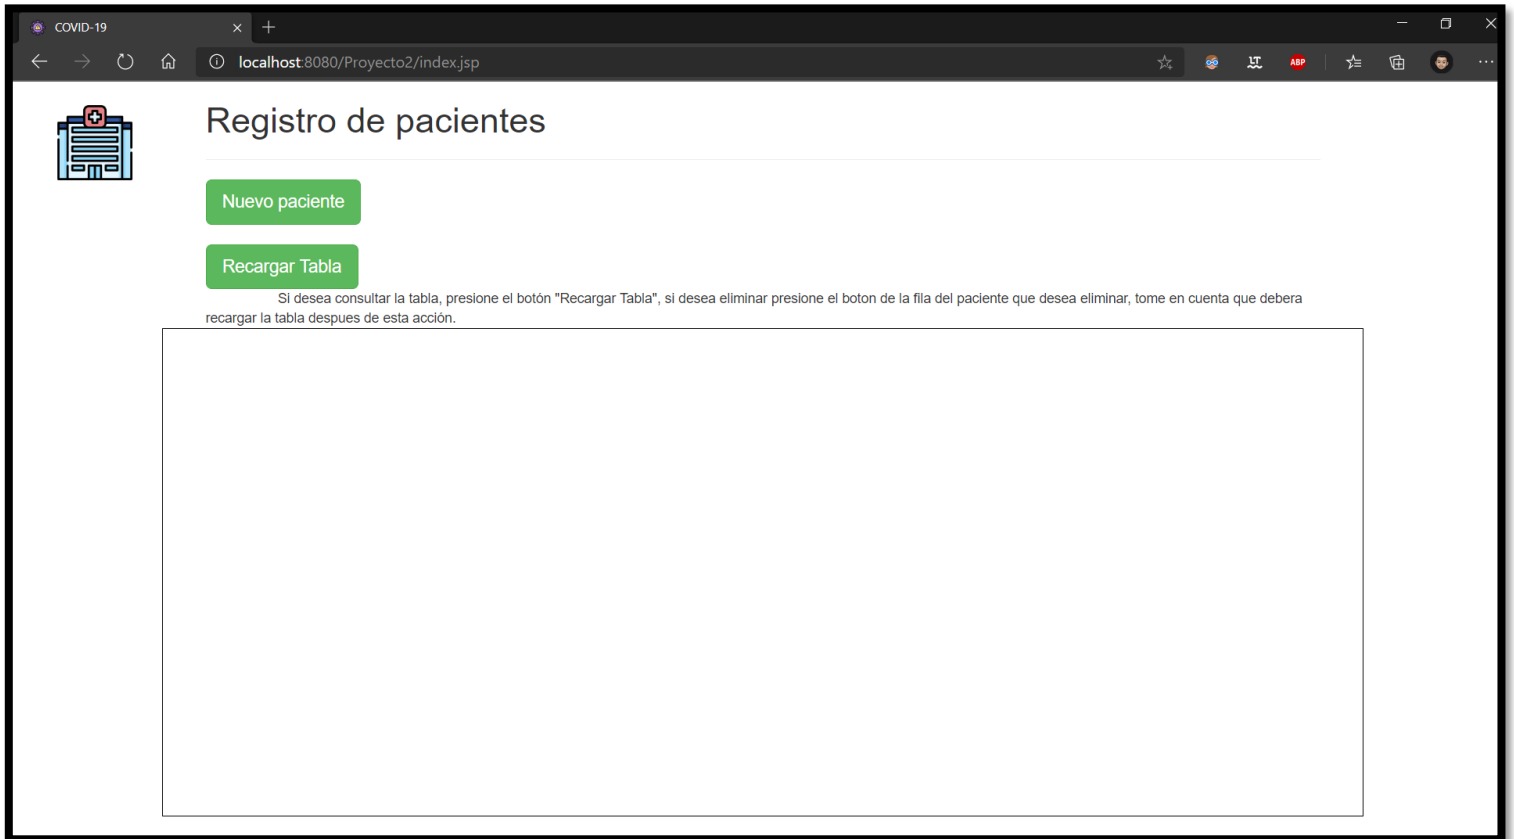 COVID-19
localhost:8080/Proyecto2/index.jsp
ABP
Registro de pacientes
Nuevo paciente
Recargar Tabla
Si desea consultar la tabla, presione el botón "Recargar Tabla", si desea eliminar presione el boton de la fila del paciente que desea eliminar, tome en cuenta que debera
recargar la tabla despues de esta acción.